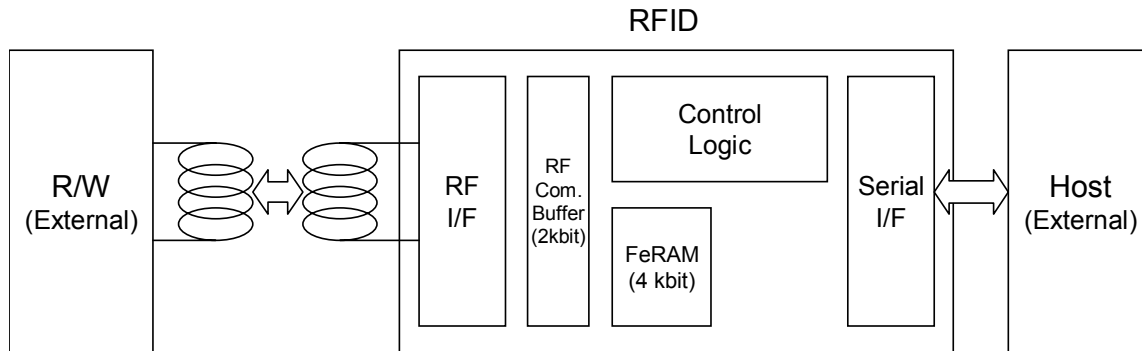 RFID
R/W
(External)
RF
I/F
RF
Com.
Buffer
(2kbit)
Control
Logic
FeRAM
(4 kbit)
Serial
I/F
Host
(External)